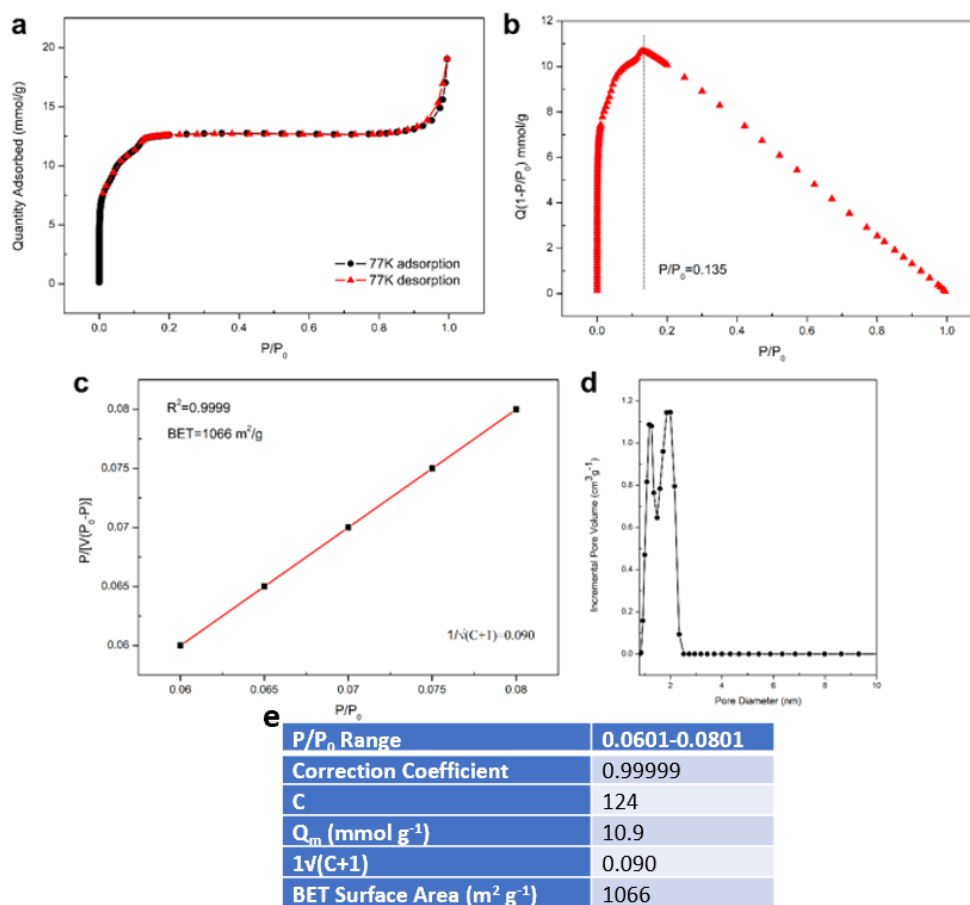 a
Quantity Adsorbed (mmol/g)
20
15
10
5
0
77K adsorption
77K desorption
0.0 0.2 0.4 0.6 0.8 1.0
P/P₀
b
Q(1-P/P₀) mmol/g
12
10
8
6
4
2
0
P/P₀=0.135
0.0 0.2 0.4 0.6 0.8 1.0
P/P₀
c
P/[V(P₀-P)]
R²=0.9999
BET=1066 m²/g
0.08
0.075
0.07
0.065
0.06
1/√(C+1)=0.090
0.06 0.065 0.07 0.075 0.08
P/P₀
d
Incremental Pore Volume (cm³g⁻¹)
1.2
1.0
0.8
0.6
0.4
0.2
0.0
2 4 6 8 10
Pore Diameter (nm)
e
P/P₀ Range 0.0601-0.0801
Correction Coefficient 0.99999
C 124
Qₘ (mmol g⁻¹) 10.9
1√(C+1) 0.090
BET Surface Area (m² g⁻¹) 1066